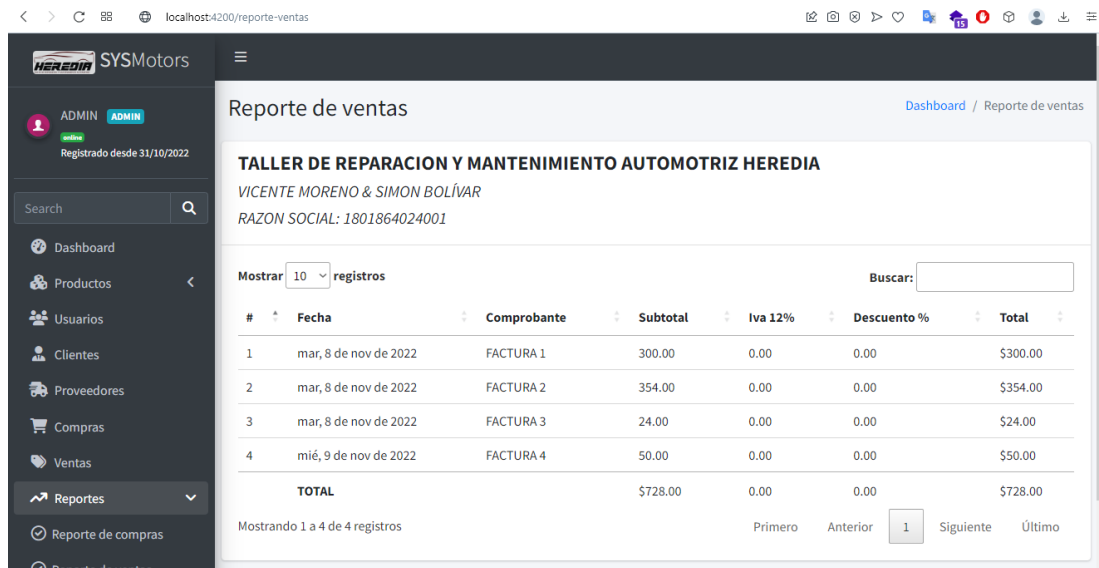 localhost:4200/reporte-ventas
15
HEREDIA SYSMotors
ADMIN ADMIN
online
Registrado desde 31/10/2022
Search
Dashboard
Productos
Usuarios
Clientes
Proveedores
Compras
Ventas
Reportes
Reporte de compras
Reporte de ventas
Reporte de ventas
Dashboard / Reporte de ventas
TALLER DE REPARACION Y MANTENIMIENTO AUTOMOTRIZ HEREDIA
VICENTE MORENO & SIMON BOLÍVAR
RAZON SOCIAL: 1801864024001
Mostrar 10 registros
Buscar:
# Fecha Comprobante Subtotal Iva 12% Descuento % Total
1 mar, 8 de nov de 2022 FACTURA 1 300.00 0.00 0.00 $300.00
2 mar, 8 de nov de 2022 FACTURA 2 354.00 0.00 0.00 $354.00
3 mar, 8 de nov de 2022 FACTURA 3 24.00 0.00 0.00 $24.00
4 mié, 9 de nov de 2022 FACTURA 4 50.00 0.00 0.00 $50.00
TOTAL $728.00 0.00 0.00 $728.00
Mostrando 1 a 4 de 4 registros
Primero Anterior 1 Siguiente Último